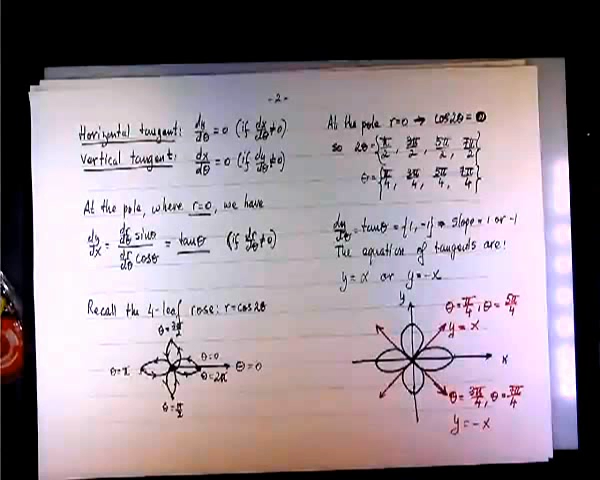 -2-
Horizontal tangent: dy/dθ = 0 (if dx/dθ ≠ 0)
Vertical tangent: dx/dθ = 0 (if dy/dθ ≠ 0)
At the pole, where r=0, we have
dy/dx = (dr/dθ sinθ)/(dr/dθ cosθ) = tanθ (if dr/dθ ≠ 0)
Recall the 4-leaf rose: r=cos2θ
θ = 3π/2
θ = π
θ=0
θ=2π
θ=0
θ = π/2
At the pole r=0 → cos2θ = 0
so 2θ = {π/2, 3π/2, 5π/2, 7π/2}
θ = {π/4, 3π/4, 5π/4, 7π/4}
dy/dθ = tanθ = {1, -1} → slope = 1 or -1
The equation of tangents are:
y = x or y = -x
y
θ = π/4, θ = 5π/4
y = x
x
θ = 3π/4, θ = 7π/4
y = -x